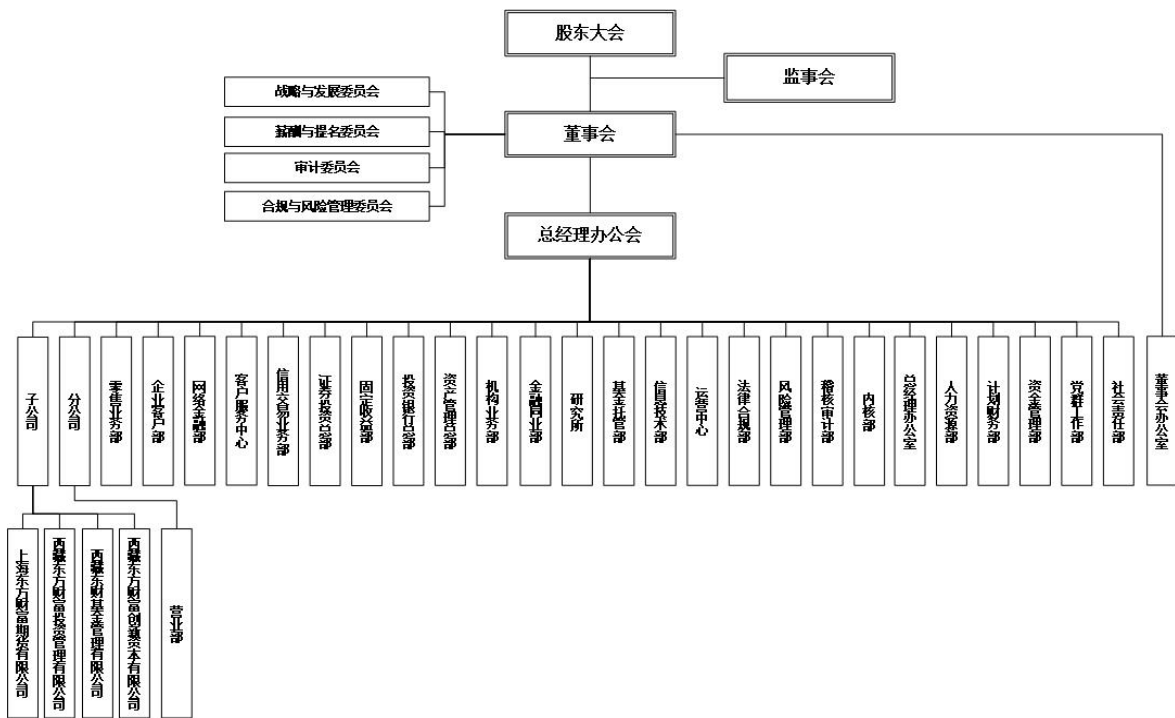 股东大会
监事会
战略与发展委员会
薪酬与提名委员会
董事会
审计委员会
合规与风险管理委员会
总经理办公会
子公司
分公司
零售业务部
企业客户部
网络金融部
客户服务中心
信用交易业务部
证券投资总部
固定收益部
投资银行总部
资产管理总部
机构业务部
金融同业部
研究所
基金托管部
信息技术部
运营中心
法律合规部
风险管理部
稽核审计部
内核部
总经理办公室
人力资源部
计划财务部
资金管理部
党群工作部
社会责任部
董事会办公室
上海东方财富期货有限公司
西藏东方财富投资管理有限公司
西藏东财基金管理有限公司
西藏东方财富创新资本有限公司
营业部